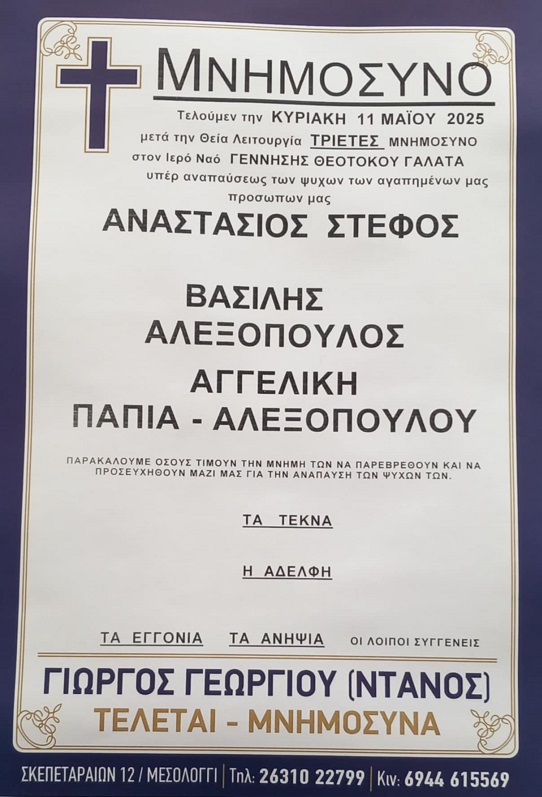 ΜΝΗΜΟΣΥΝΟ
Τελούμεν την ΚΥΡΙΑΚΗ 11 ΜΑΪΟΥ 2025
μετά την Θεία Λειτουργία ΤΡΙΕΤΕΣ ΜΝΗΜΟΣΥΝΟ
στον Ιερό Ναό ΓΕΝΝΗΣΗΣ ΘΕΟΤΟΚΟΥ ΓΑΛΑΤΑ
υπέρ αναπαύσεως των ψυχων των αγαπημένων μας
προσωπων μας
ΑΝΑΣΤΑΣΙΟΣ ΣΤΕΦΟΣ
ΒΑΣΙΛΗΣ
ΑΛΕΞΟΠΟΥΛΟΣ
ΑΓΓΕΛΙΚΗ
ΠΑΠΙΑ - ΑΛΕΞΟΠΟΥΛΟΥ
ΠΑΡΑΚΑΛΟΥΜΕ ΟΣΟΥΣ ΤΙΜΟΥΝ ΤΗΝ ΜΝΗΜΗ ΤΩΝ ΝΑ ΠΑΡΕΒΡΕΘΟΥΝ ΚΑΙ ΝΑ
ΠΡΟΣΕΥΧΗΘΟΥΝ ΜΑΖΙ ΜΑΣ ΓΙΑ ΤΗΝ ΑΝΑΠΑΥΣΗ ΤΩΝ ΨΥΧΩΝ ΤΩΝ.
ΤΑ ΤΕΚΝΑ
Η ΑΔΕΛΦΗ
ΤΑ ΕΓΓΟΝΙΑ ΤΑ ΑΝΗΨΙΑ ΟΙ ΛΟΙΠΟΙ ΣΥΓΓΕΝΕΙΣ
ΓΙΩΡΓΟΣ ΓΕΩΡΓΙΟΥ (ΝΤΑΝΟΣ)
ΤΕΛΕΤΑΙ - ΜΝΗΜΟΣΥΝΑ
ΣΚΕΠΕΤΑΡΑΙΩΝ 12 / ΜΕΣΟΛΟΓΓΙ | Τηλ: 26310 22799 | Κιν: 6944 615569